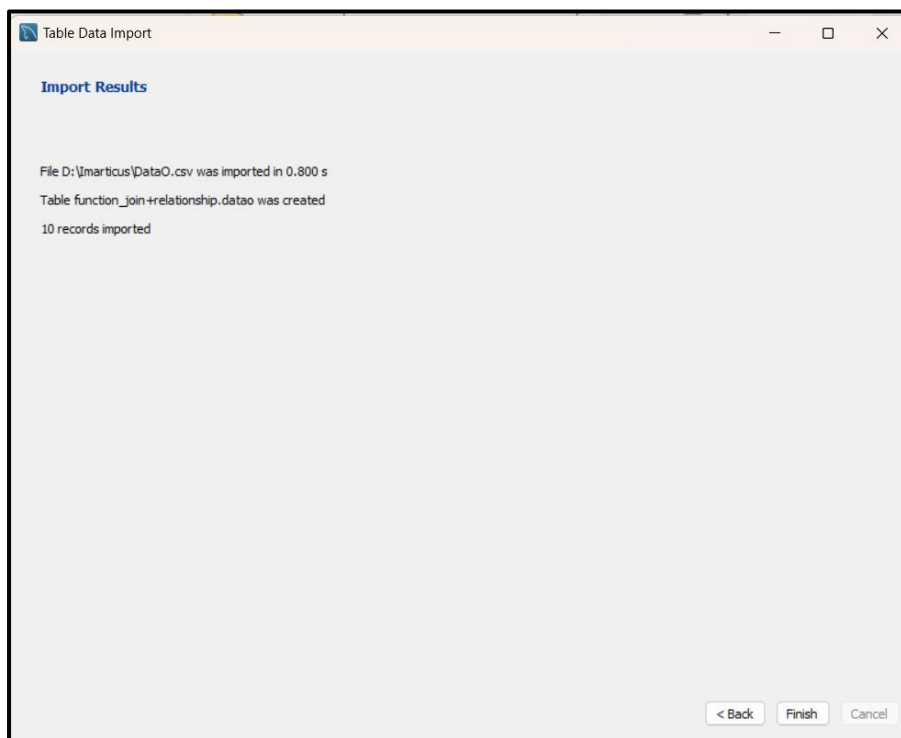 Table Data Import
Import Results
File D:\Imarticus\DataO.csv was imported in 0.800 s
Table function_join+relationship.datao was created
10 records imported
< Back Finish Cancel